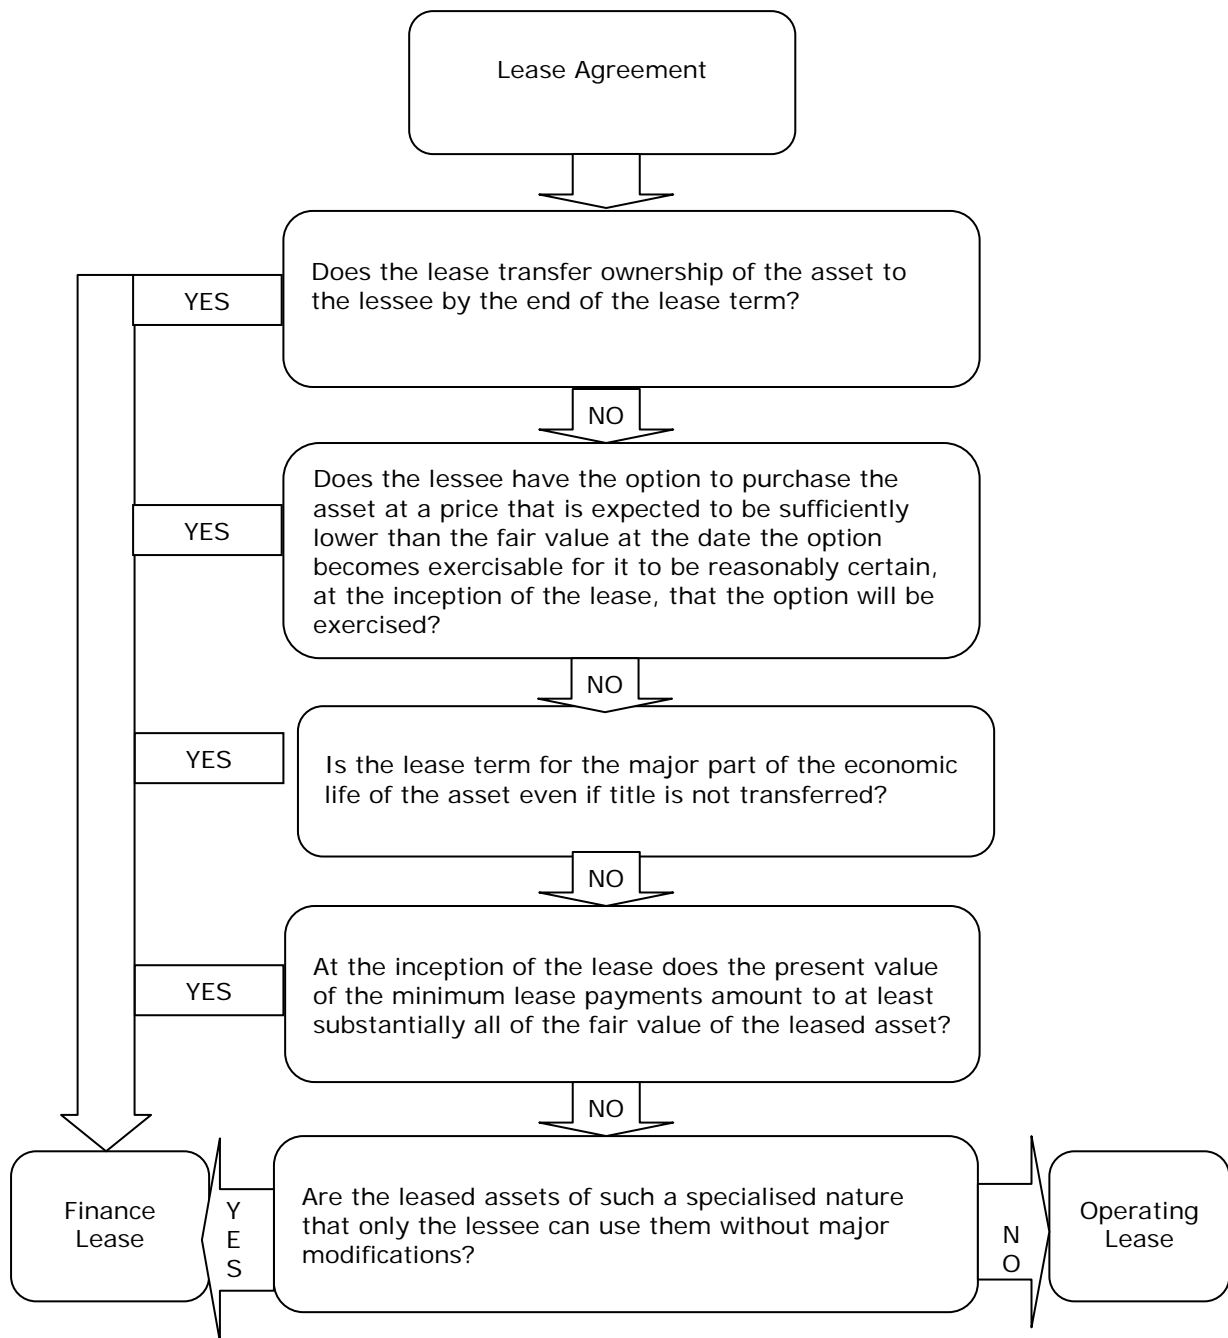 Lease Agreement
Does the lease transfer ownership of the asset to
the lessee by the end of the lease term?
YES
NO
Does the lessee have the option to purchase the
asset at a price that is expected to be sufficiently
lower than the fair value at the date the option
becomes exercisable for it to be reasonably certain,
at the inception of the lease, that the option will be
exercised?
YES
NO
Is the lease term for the major part of the economic
life of the asset even if title is not transferred?
YES
NO
At the inception of the lease does the present value
of the minimum lease payments amount to at least
substantially all of the fair value of the leased asset?
YES
NO
Are the leased assets of such a specialised nature
that only the lessee can use them without major
modifications?
Y
E
S
Finance
Lease
N
O
Operating
Lease